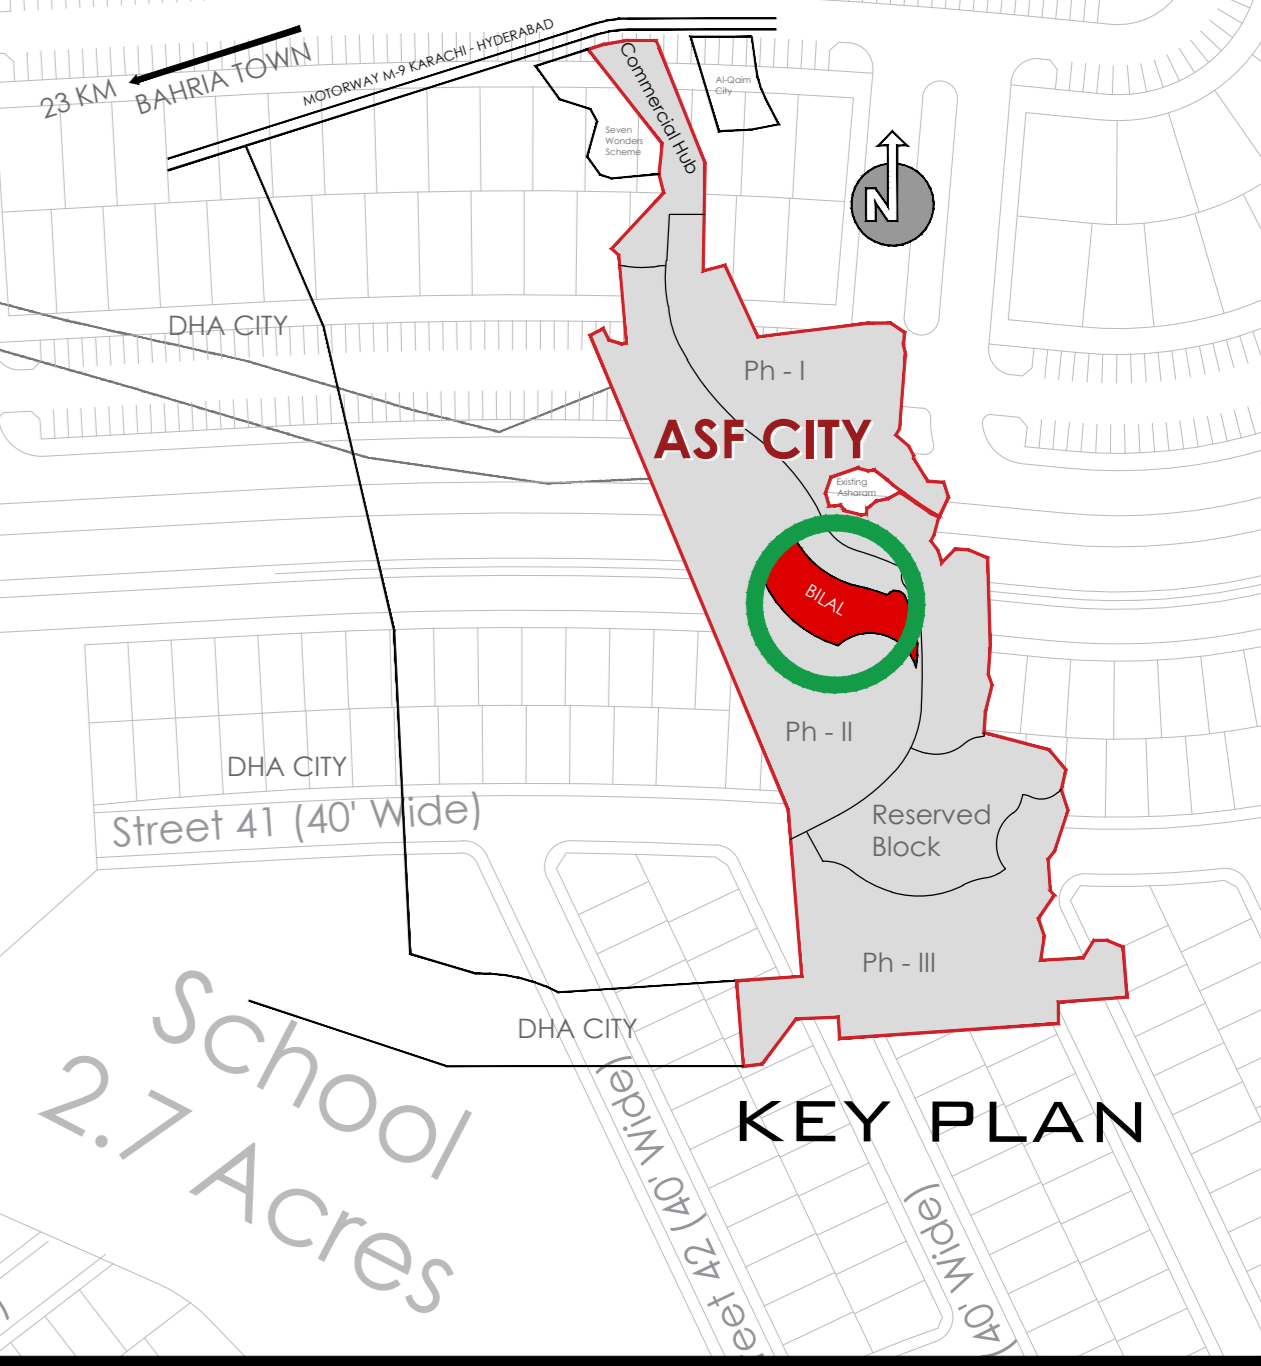 MOTORWAY M-9 KARACHI - HYDERABAD
23 KM
BAHRIA TOWN
Commercial Hub
Al-Qaim
City
Seven
Wonders
Scheme
N
DHA CITY
Ph - I
ASF CITY
Existing
Asharam
BILAL
Ph - II
DHA CITY
Street 41 (40' Wide)
Reserved
Block
Ph - III
School
2.7 Acres
DHA CITY
KEY PLAN
eet 42 (40' Wide)
(40' Wide)